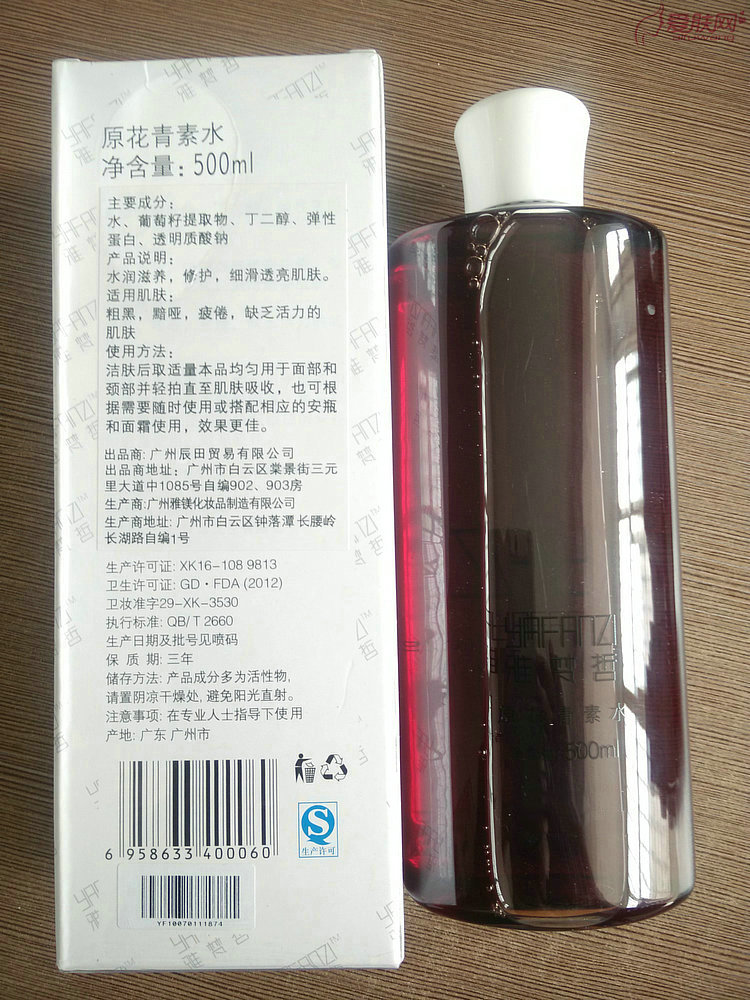 爱肤网
原花青素水
净含量: 500ml
主要成分:
水、葡萄籽提取物、丁二醇、弹性
蛋白、透明质酸钠
产品说明:
水润滋养，修护，细滑透亮肌肤。
适用肌肤:
粗黑，黯哑，疲倦，缺乏活力的
肌肤
使用方法:
洁肤后取适量本品均匀用于面部和
颈部并轻拍直至肌肤吸收，也可根
据需要随时使用或搭配相应的安瓶
和面霜使用，效果更佳。
出品商: 广州辰田贸易有限公司
出品商地址: 广州市白云区棠景街三元
里大道中1085号自编902、903房
生产商:广州雅镁化妆品制造有限公司
生产商地址: 广州市白云区钟落潭长腰岭
长湖路自编1号
生产许可证: XK16-108 9813
卫生许可证: GD·FDA (2012)
卫妆准字29-XK-3530
执行标准: QB/T 2660
生产日期及批号见喷码
保 质 期: 三年
储存方法: 产品成分多为活性物,
请置阴凉干燥处, 避免阳光直射。
注意事项: 在专业人士指导下使用
产地: 广东 广州市
6 958633 400060
生产许可
YF10070111874
YAFANZI
雅梵哲
原花青素水
500ml